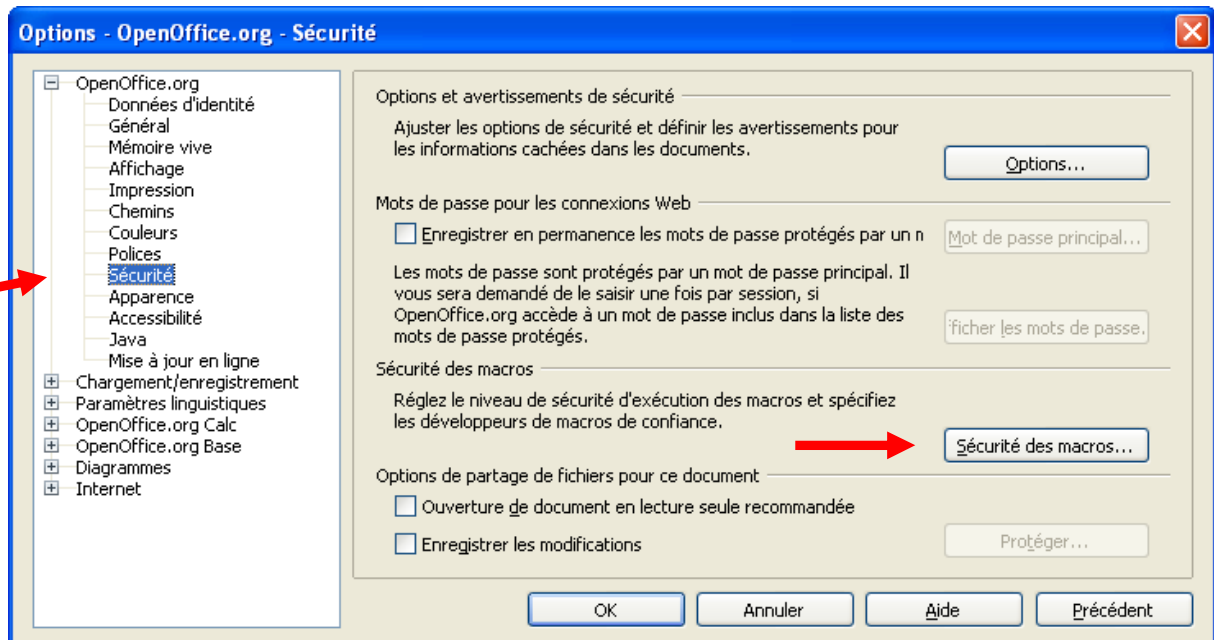 Options - OpenOffice.org - Sécurité
OpenOffice.org
Données d'identité
Général
Mémoire vive
Affichage
Impression
Chemins
Couleurs
Polices
Sécurité
Apparence
Accessibilité
Java
Mise à jour en ligne
Chargement/enregistrement
Paramètres linguistiques
OpenOffice.org Calc
OpenOffice.org Base
Diagrammes
Internet
Options et avertissements de sécurité
Ajuster les options de sécurité et définir les avertissements pour
les informations cachées dans les documents.
Options...
Mots de passe pour les connexions Web
Enregistrer en permanence les mots de passe protégés par un n
Mot de passe principal...
Les mots de passe sont protégés par un mot de passe principal. Il
vous sera demandé de le saisir une fois par session, si
OpenOffice.org accède à un mot de passe inclus dans la liste des
mots de passe protégés.
ficher les mots de passe.
Sécurité des macros
Réglez le niveau de sécurité d'exécution des macros et spécifiez
les développeurs de macros de confiance.
Sécurité des macros...
Options de partage de fichiers pour ce document
Ouverture de document en lecture seule recommandée
Enregistrer les modifications
Protéger...
OK
Annuler
Aide
Précédent